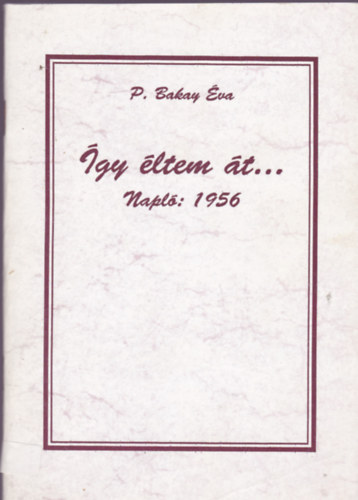 P. Bakay Éva
Így éltem át...
Napló: 1956